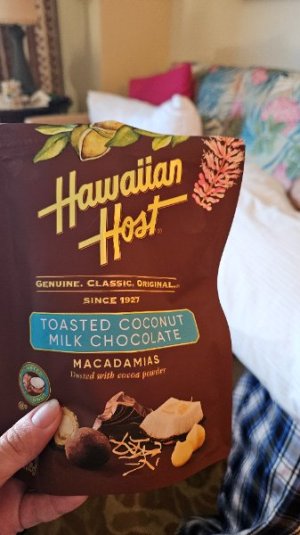 Hawaiian
Host®
GENUINE. CLASSIC. ORIGINAL.
SINCE 1927
TOASTED COCONUT
MILK CHOCOLATE
MACADAMIAS
Dusted with cocoa powder